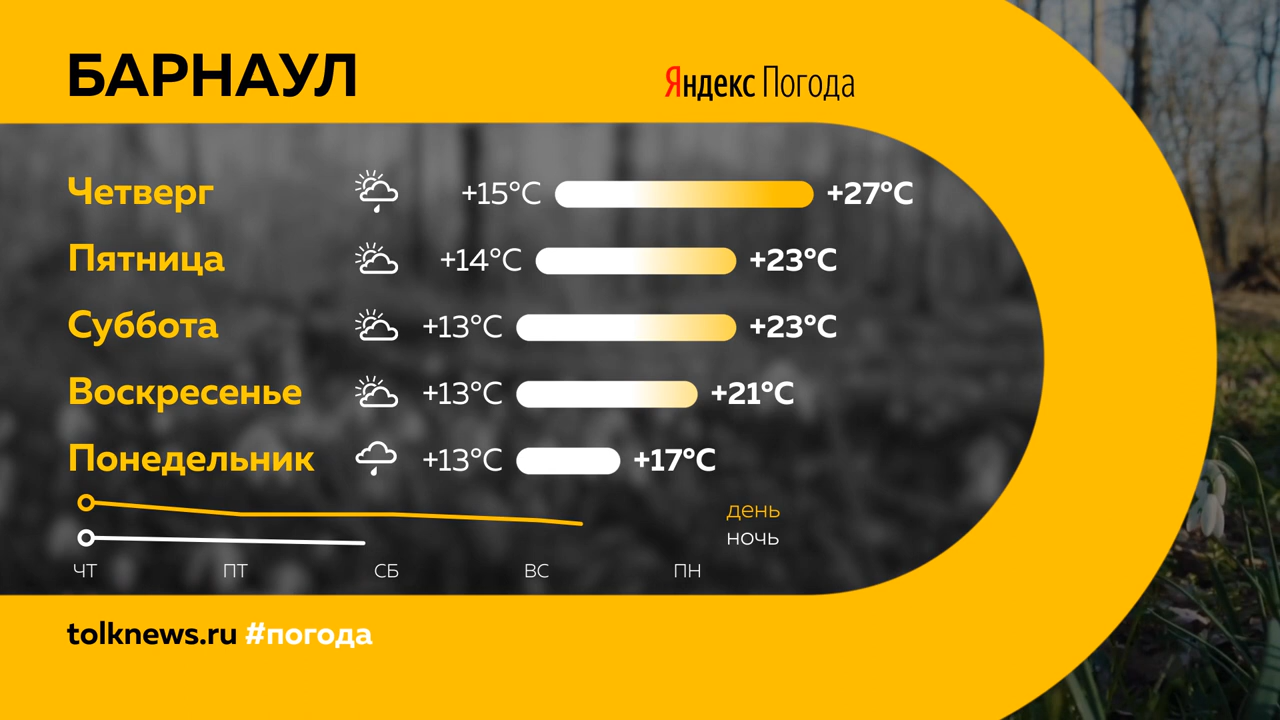 БАРНАУЛ
Яндекс Погода
Четверг +15°C +27°C
Пятница +14°C +23°C
Суббота +13°C +23°C
Воскресенье +13°C +21°C
Понедельник +13°C +17°C
день
ночь
ЧТ ПТ СБ ВС ПН
tolknews.ru #погода